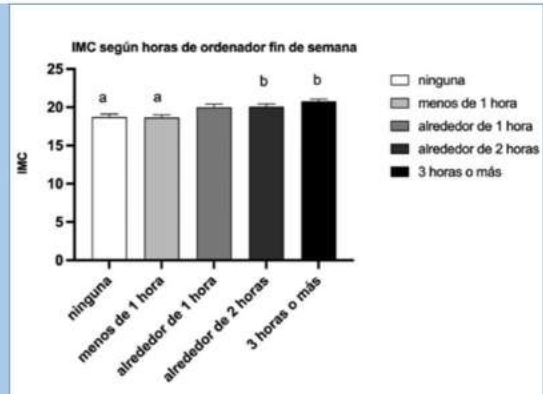 IMC según horas de ordenador fin de semana
25
20
15
10
5
0
IMC
a
a
b
b
ninguna
menos de 1 hora
alrededor de 1 hora
alrededor de 2 horas
3 horas o más
ninguna
menos de 1 hora
alrededor de 1 hora
alrededor de 2 horas
3 horas o más